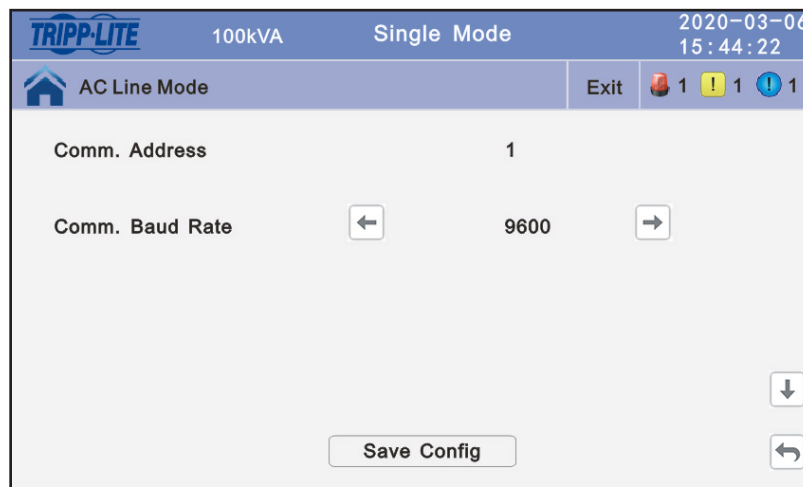 TRIPP·LITE 100kVA Single Mode 2020-03-06
15:44:22
AC Line Mode Exit 1 ! 1 ! 1
Comm. Address 1
Comm. Baud Rate ← 9600 →
↓
Save Config